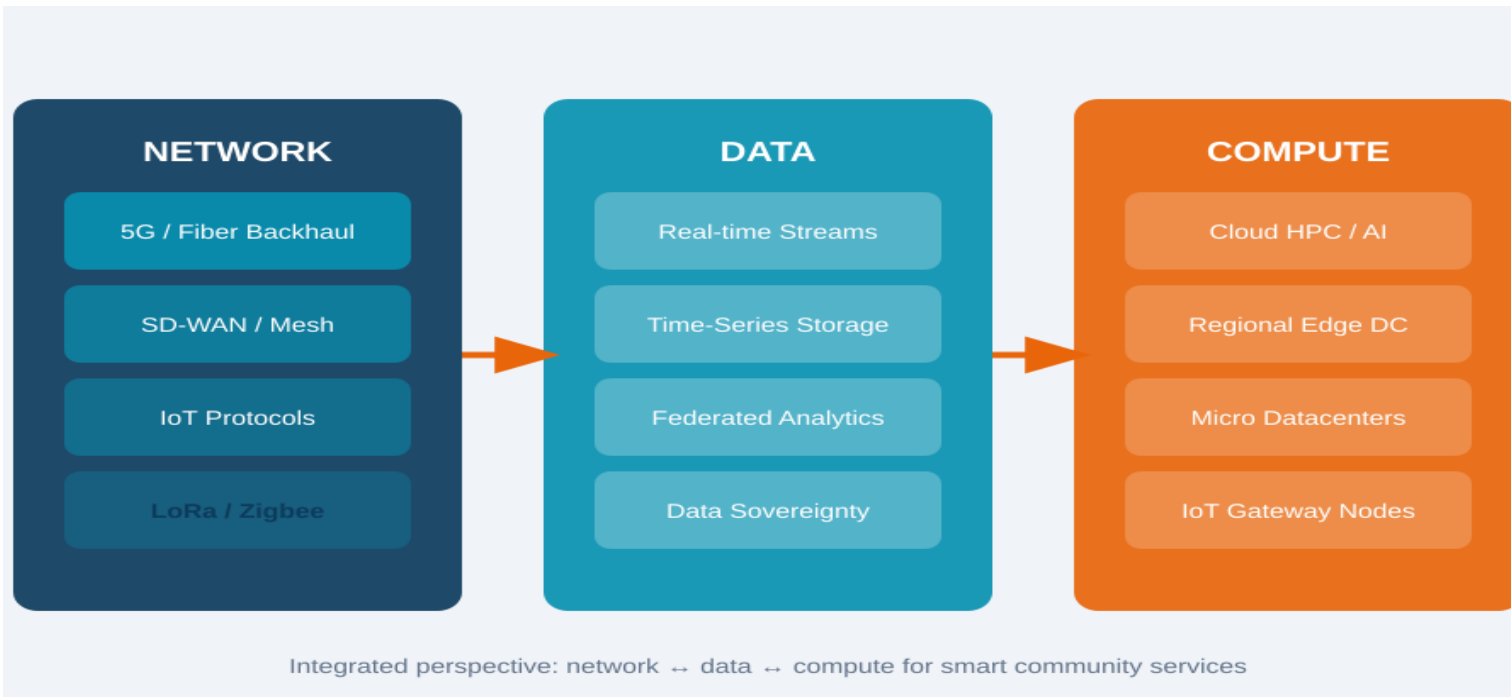 NETWORK
5G / Fiber Backhaul
SD-WAN / Mesh
IoT Protocols
LoRa / Zigbee
DATA
Real-time Streams
Time-Series Storage
Federated Analytics
Data Sovereignty
COMPUTE
Cloud HPC / AI
Regional Edge DC
Micro Datacenters
IoT Gateway Nodes
Integrated perspective: network ↔ data ↔ compute for smart community services